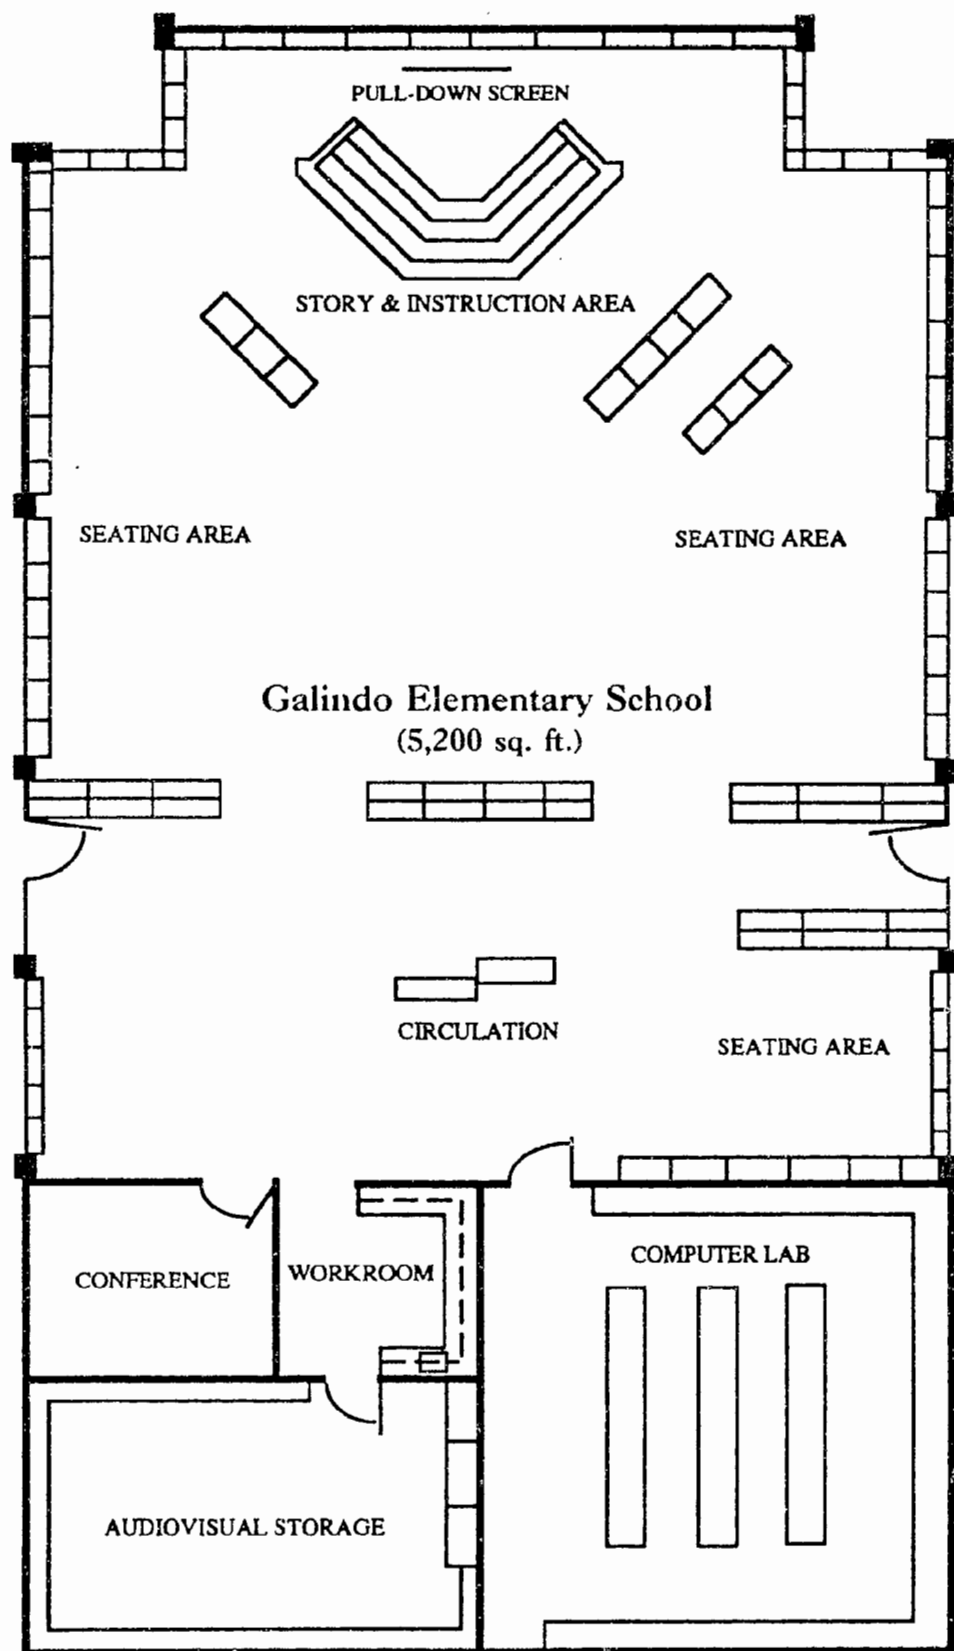 PULL-DOWN SCREEN
STORY & INSTRUCTION AREA
SEATING AREA
SEATING AREA
Galindo Elementary School
(5,200 sq. ft.)
CIRCULATION
SEATING AREA
CONFERENCE
WORKROOM
COMPUTER LAB
AUDIOVISUAL STORAGE